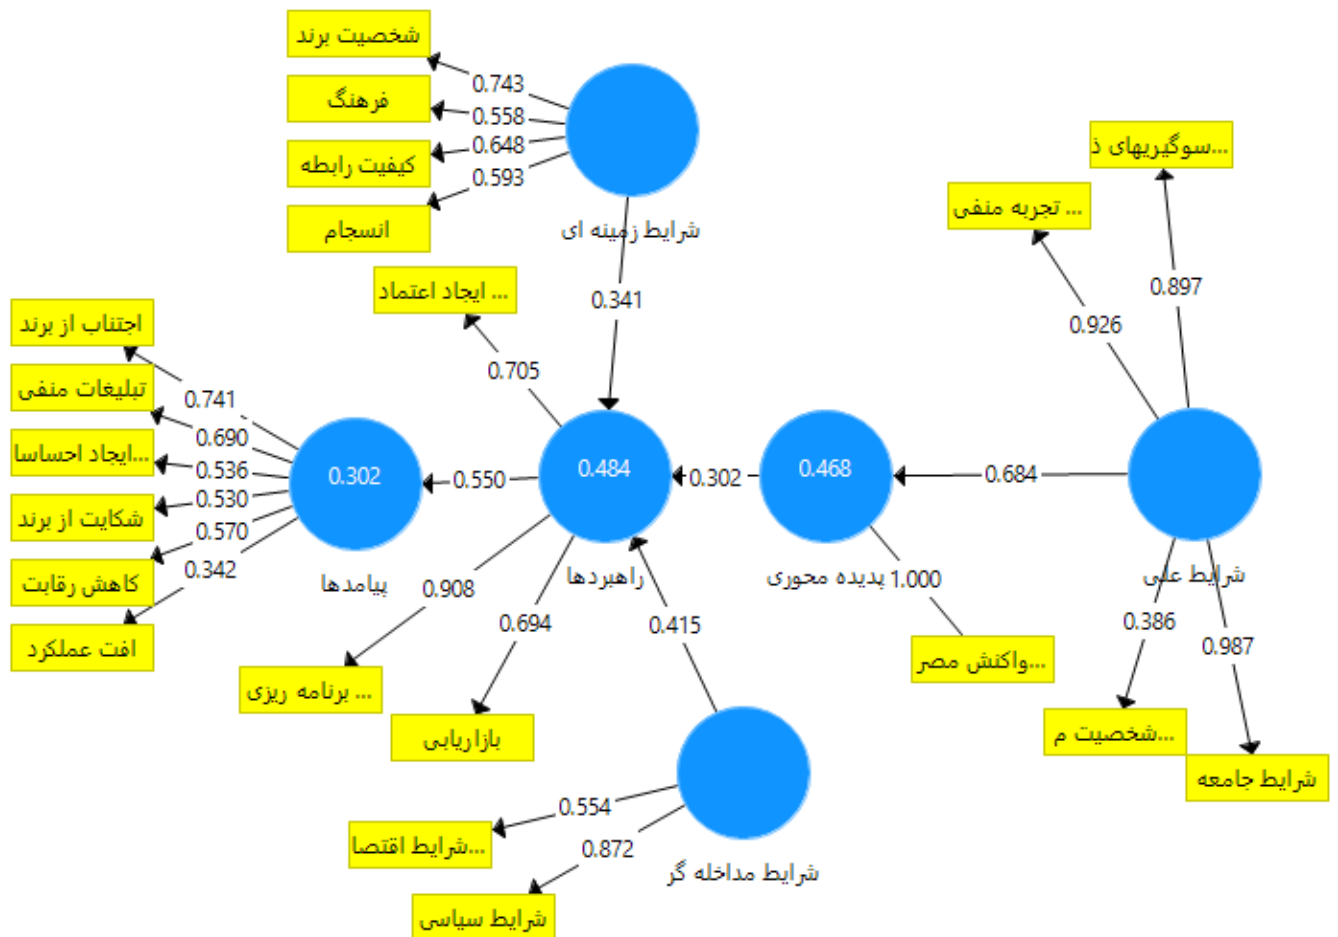 شخصیت برند
0.743
فرهنگ
0.558
کیفیت رابطه
0.648
انسجام
0.593
شرایط زمینه ای
0.341
سوگیریهای ذ...
تجربه منفی ...
0.897
0.926
ایجاد اعتماد ...
0.705
اجتناب از برند
0.741
تبلیغات منفی
0.690
ایجاد احساسا...
0.536
شکایت از برند
0.530
کاهش رقابت
0.570
افت عملکرد
0.342
0.302
پیامدها
0.550
0.484
راهبردها
0.302
0.468
پدیده محوری
1.000
0.684
شرایط علی
0.386
0.987
0.908
0.694
0.415
واکنش مصر...
برنامه ریزی ...
بازاریابی
شخصیت م...
شرایط جامعه
0.554
شرایط اقتصا...
0.872
شرایط سیاسی
شرایط مداخله گر